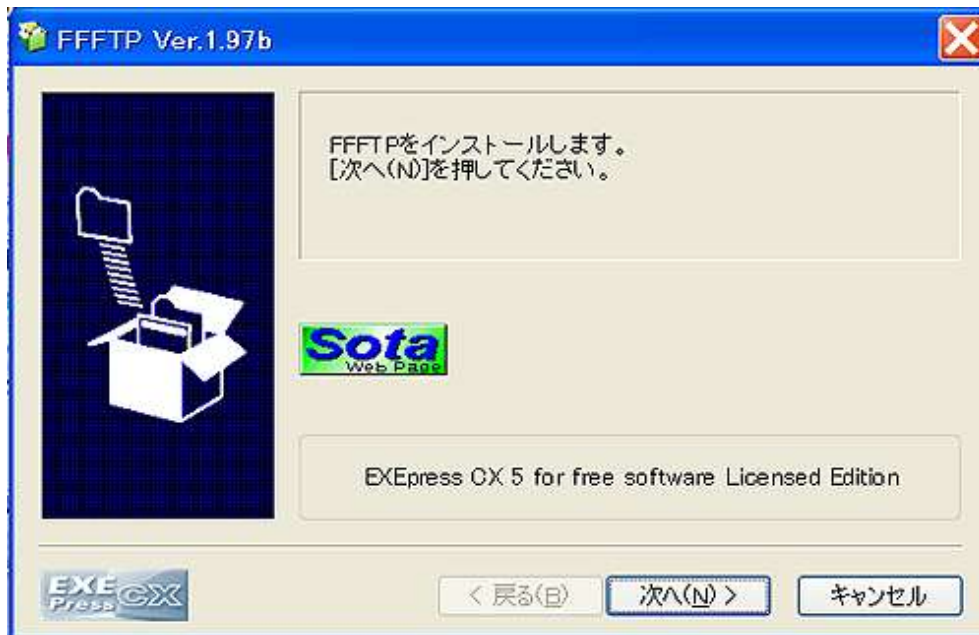 FFFTP Ver.1.97b
FFFTPをインストールします。
[次へ(N)]を押してください。
Sota
Web Page
EXEpress CX 5 for free software Licensed Edition
EXE
Press CX
< 戻る(B)
次へ(N) >
キャンセル